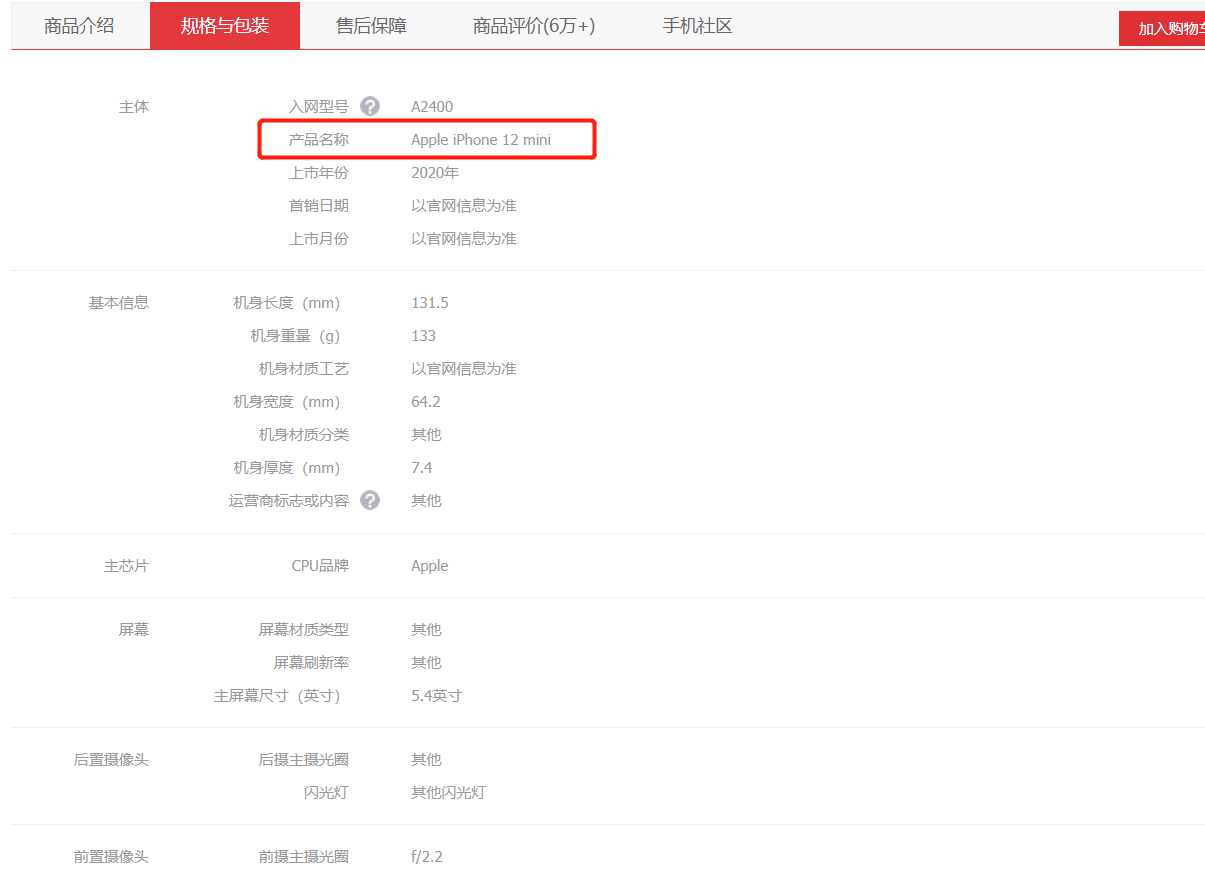 商品介绍 规格与包装 售后保障 商品评价(6万+) 手机社区 加入购物车
主体 入网型号 ? A2400
产品名称 Apple iPhone 12 mini
上市年份 2020年
首销日期 以官网信息为准
上市月份 以官网信息为准
基本信息 机身长度（mm） 131.5
机身重量（g） 133
机身材质工艺 以官网信息为准
机身宽度（mm） 64.2
机身材质分类 其他
机身厚度（mm） 7.4
运营商标志或内容 ? 其他
主芯片 CPU品牌 Apple
屏幕 屏幕材质类型 其他
屏幕刷新率 其他
主屏幕尺寸（英寸） 5.4英寸
后置摄像头 后摄主摄光圈 其他
闪光灯 其他闪光灯
前置摄像头 前摄主摄光圈 f/2.2